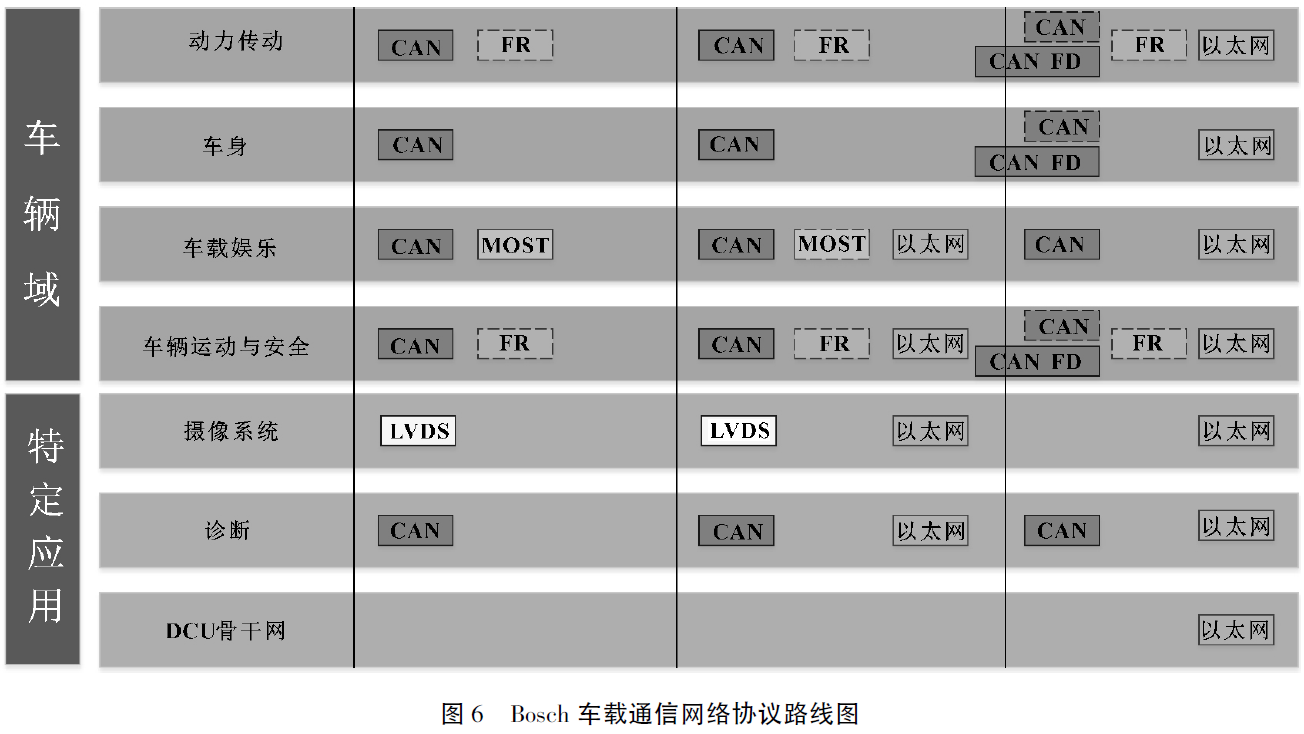 车辆域
动力传动 CAN FR CAN FR CAN CAN FD FR 以太网
车身 CAN CAN CAN CAN FD 以太网
车载娱乐 CAN MOST CAN MOST 以太网 CAN 以太网
车辆运动与安全 CAN FR CAN FR 以太网 CAN CAN FD FR 以太网
特定应用
摄像系统 LVDS LVDS 以太网 以太网
诊断 CAN CAN 以太网 CAN 以太网
DCU骨干网 以太网
图 6 Bosch 车载通信网络协议路线图